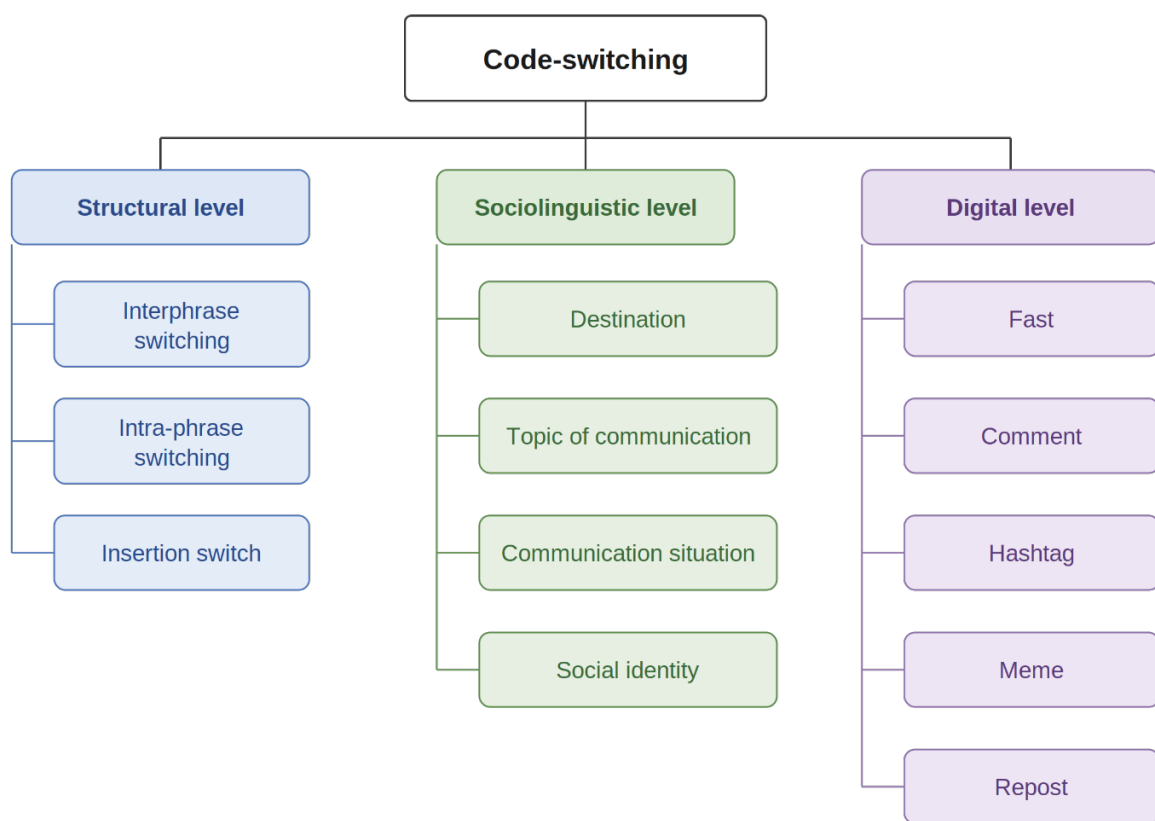 Code-switching
Structural level
Interphrase
switching
Intra-phrase
switching
Insertion switch
Sociolinguistic level
Destination
Topic of communication
Communication situation
Social identity
Digital level
Fast
Comment
Hashtag
Meme
Repost